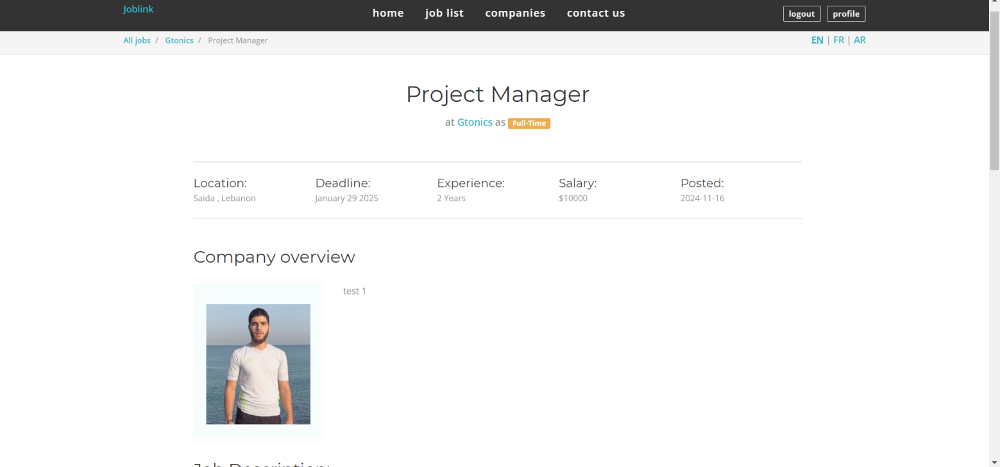 Joblink
home job list companies contact us
logout profile
All jobs / Gtonics / Project Manager
EN | FR | AR
Project Manager
at Gtonics as Full-Time
Location: Deadline: Experience: Salary: Posted:
Saida , Lebanon January 29 2025 2 Years $10000 2024-11-16
Company overview
test 1
Job Description: